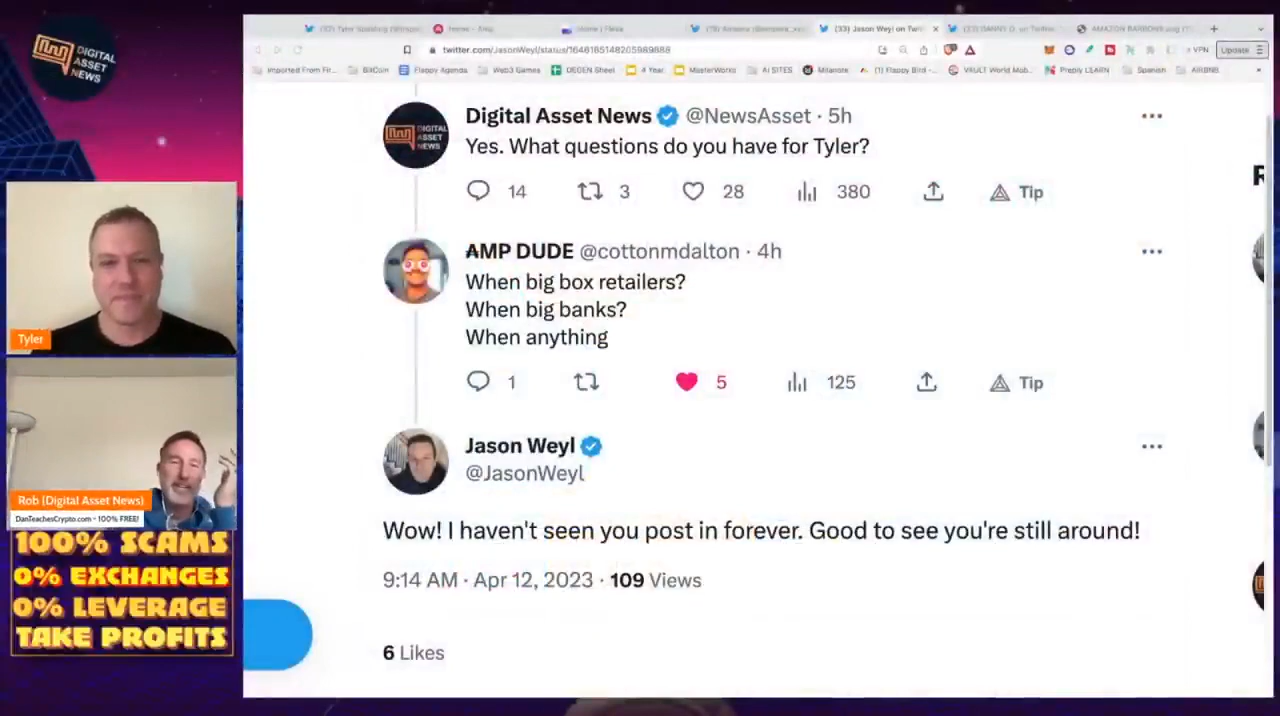 DIGITAL
ASSET
NEWS
(33) Jason Weyl on Twi
twitter.com/JasonWeyl/status/1646165148205989888
VPN
Update
Imported From Fir...
BitCoin
Flappy Agenda
Web3 Games
DEGEN Sheet
4 Year
MasterWorks
AI SITES
(1) Flappy Bird -...
VAULT World Mob...
Preply LEARN
Spanish
AIRBNB
Digital Asset News @NewsAsset · 5h
Yes. What questions do you have for Tyler?
14 3 28 380 Tip
₳MP DUDE @cottonmdalton · 4h
When big box retailers?
When big banks?
When anything
1 5 125 Tip
Jason Weyl
@JasonWeyl
Wow! I haven't seen you post in forever. Good to see you're still around!
9:14 AM · Apr 12, 2023 · 109 Views
6 Likes
Tyler
Rob (Digital Asset News)
DanTeachesCrypto.com - 100% FREE!
100% SCAMS
0% EXCHANGES
0% LEVERAGE
TAKE PROFITS